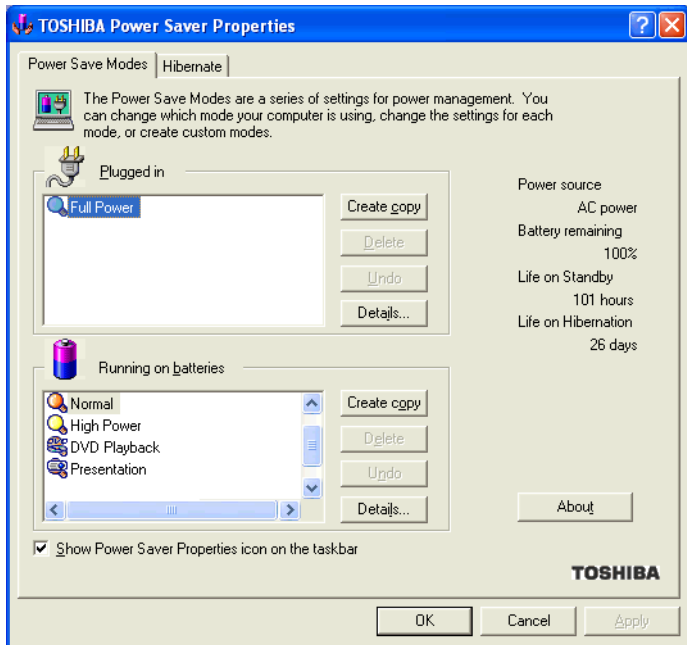 TOSHIBA Power Saver Properties
Power Save Modes
Hibernate
The Power Save Modes are a series of settings for power management. You
can change which mode your computer is using, change the settings for each
mode, or create custom modes.
Plugged in
Full Power
Create copy
Delete
Undo
Details...
Power source
AC power
Battery remaining
100%
Life on Standby
101 hours
Life on Hibernation
26 days
Running on batteries
Normal
High Power
DVD Playback
Presentation
Create copy
Delete
Undo
Details...
About
Show Power Saver Properties icon on the taskbar
TOSHIBA
OK
Cancel
Apply